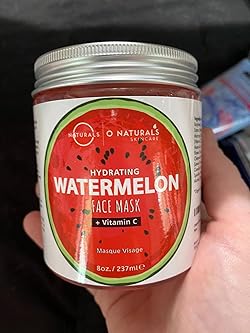 NATURALS
O NATURALS
SKINCARE
HYDRATING
WATERMELON
FACE MASK
+ Vitamin C
Masque Visage
8oz. / 237ml e